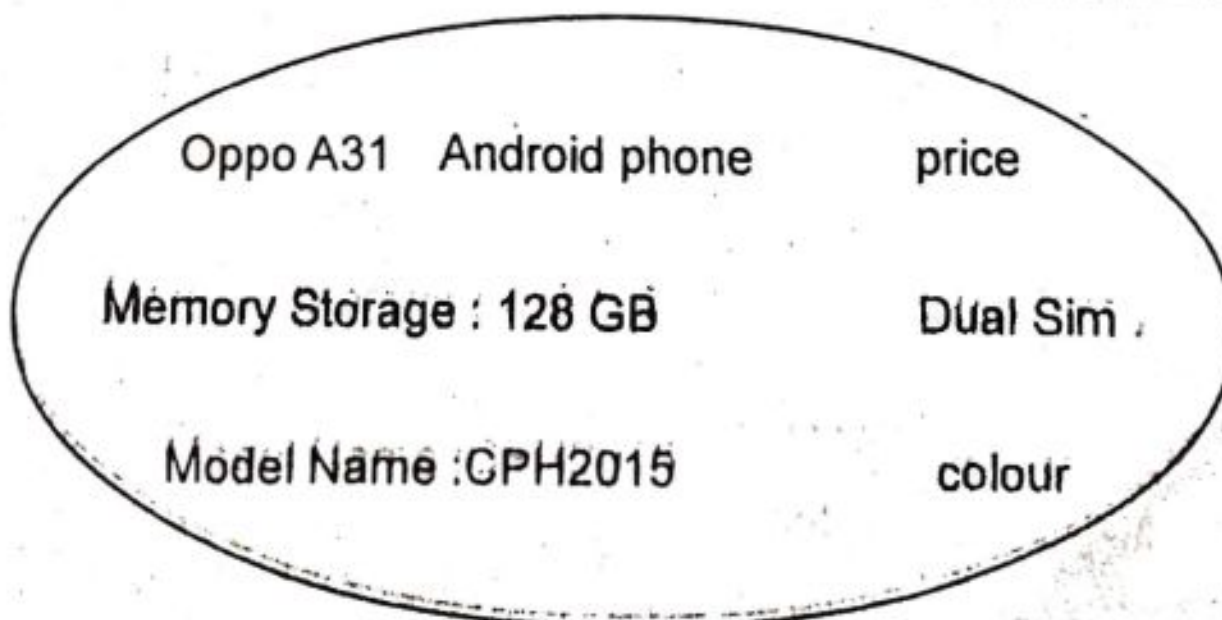 Oppo A31 Android phone price
Memory Storage : 128 GB Dual Sim .
Model Name :CPH2015 colour